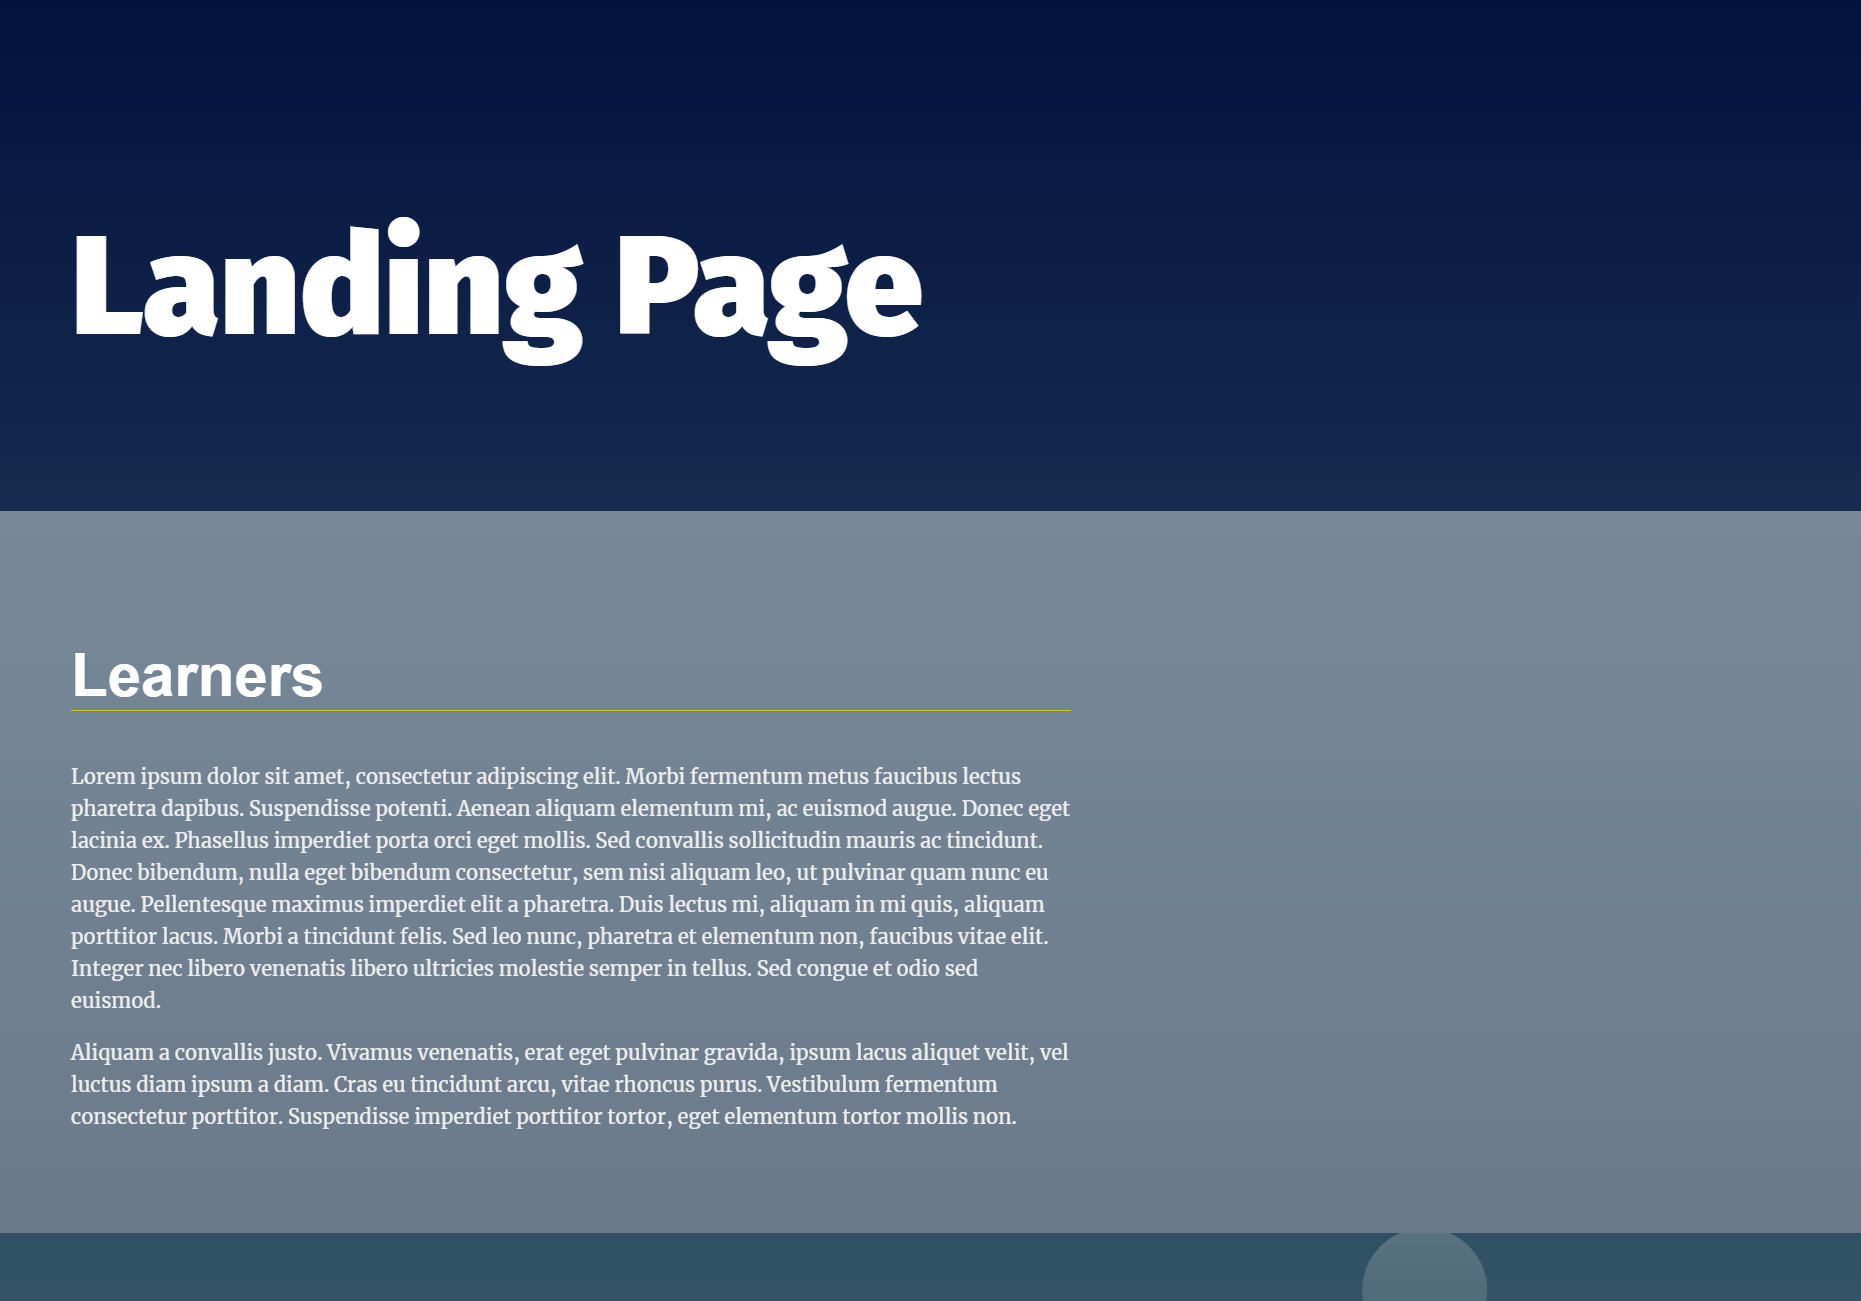 Landing Page
Learners
Lorem ipsum dolor sit amet, consectetur adipiscing elit. Morbi fermentum metus faucibus lectus
pharetra dapibus. Suspendisse potenti. Aenean aliquam elementum mi, ac euismod augue. Donec eget
lacinia ex. Phasellus imperdiet porta orci eget mollis. Sed convallis sollicitudin mauris ac tincidunt.
Donec bibendum, nulla eget bibendum consectetur, sem nisi aliquam leo, ut pulvinar quam nunc eu
augue. Pellentesque maximus imperdiet elit a pharetra. Duis lectus mi, aliquam in mi quis, aliquam
porttitor lacus. Morbi a tincidunt felis. Sed leo nunc, pharetra et elementum non, faucibus vitae elit.
Integer nec libero venenatis libero ultricies molestie semper in tellus. Sed congue et odio sed
euismod.
Aliquam a convallis justo. Vivamus venenatis, erat eget pulvinar gravida, ipsum lacus aliquet velit, vel
luctus diam ipsum a diam. Cras eu tincidunt arcu, vitae rhoncus purus. Vestibulum fermentum
consectetur porttitor. Suspendisse imperdiet porttitor tortor, eget elementum tortor mollis non.